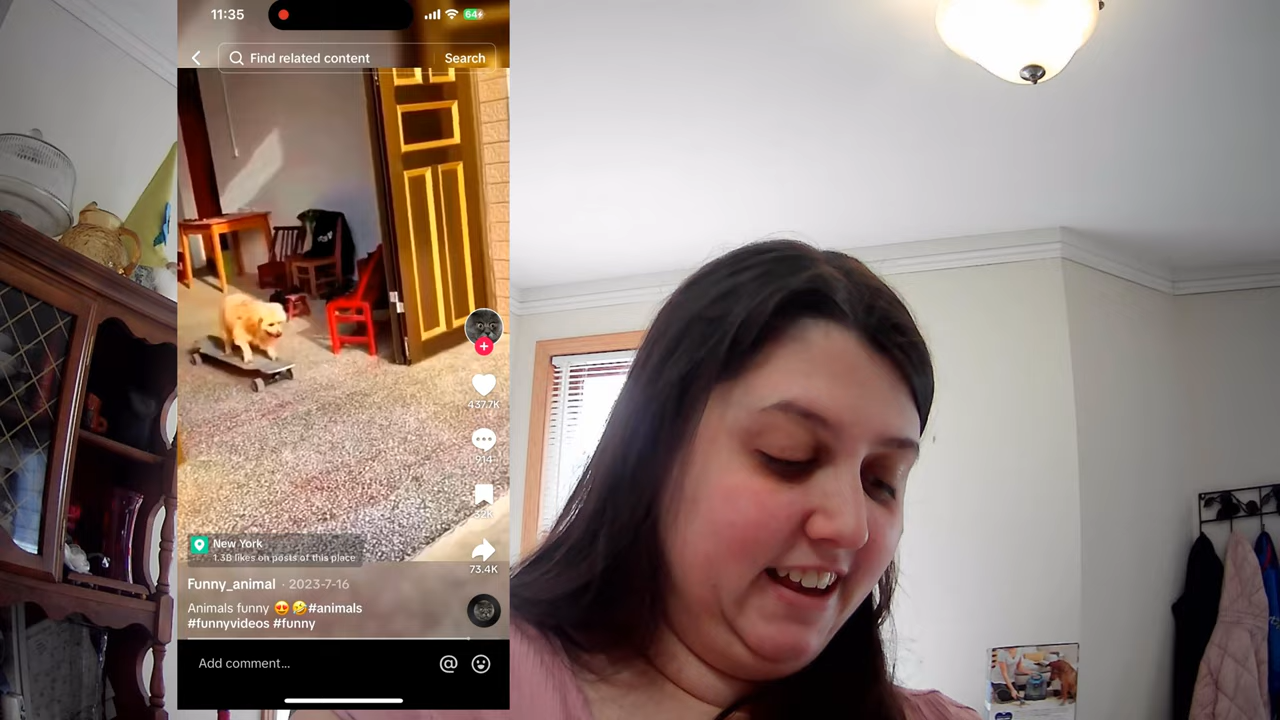 11:35
64
Find related content
Search
437.7K
914
32K
New York
1.3B likes on posts of this place
73.4K
Funny_animal · 2023-7-16
Animals funny 😍🤣#animals
#funnyvideos #funny
Add comment...
@